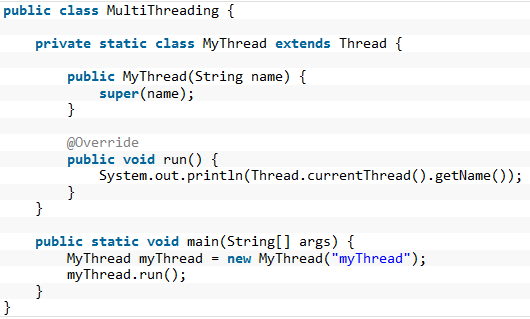 public class MultiThreading {
private static class MyThread extends Thread {
public MyThread(String name) {
super(name);
}
@Override
public void run() {
System.out.println(Thread.currentThread().getName());
}
}
public static void main(String[] args) {
MyThread myThread = new MyThread("myThread");
myThread.run();
}
}